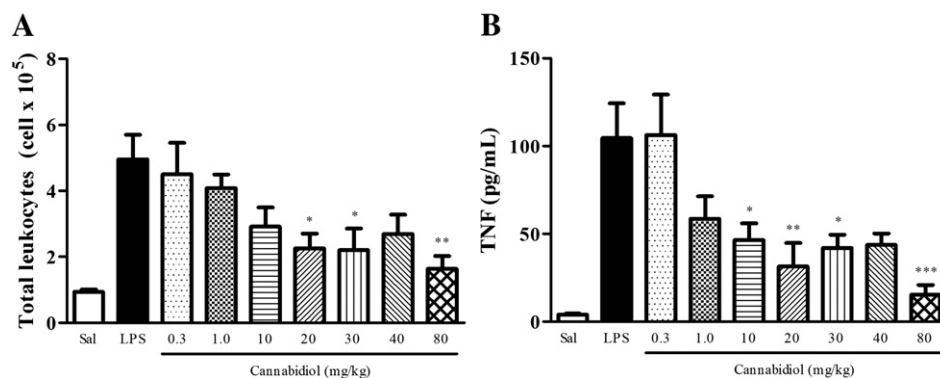 A
Total leukocytes (cell x 10⁵)
8
6
4
2
0
* * **
Sal LPS 0.3 1.0 10 20 30 40 80
Cannabidiol (mg/kg)
B
TNF (pg/mL)
150
100
50
0
* ** * ***
Sal LPS 0.3 1.0 10 20 30 40 80
Cannabidiol (mg/kg)